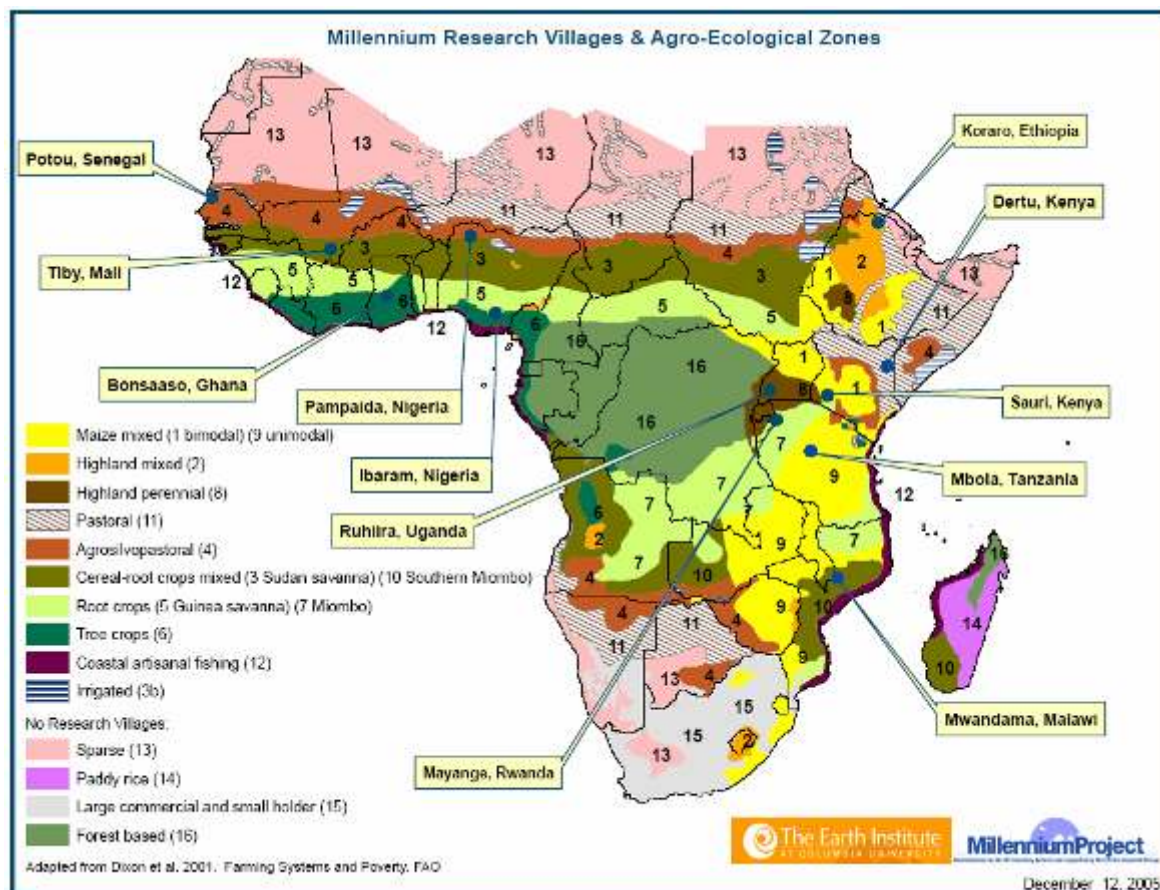 Millennium Research Villages & Agro-Ecological Zones
Koraro, Ethiopia
Potou, Senegal
Dertu, Kenya
Tiby, Mali
Bonsaaso, Ghana
Pampaida, Nigeria
Sauri, Kenya
Ibaram, Nigeria
Mbola, Tanzania
Ruhiira, Uganda
Mwandama, Malawi
Mayange, Rwanda
13
13
13
13
11
11
11
4
4
4
4
3
3
3
3
2
1
8
1
13
11
4
12
5
5
5
5
5
6
6
6
12
16
16
16
1
8
1
7
9
12
7
7
7
6
2
7
10
1
9
7
4
4
11
11
4
9
10
9
13
4
15
15
13
2
16
14
10
Maize mixed (1 bimodal) (9 unimodal)
Highland mixed (2)
Highland perennial (8)
Pastoral (11)
Agrosilvopastoral (4)
Cereal-root crops mixed (3 Sudan savanna) (10 Southern Miombo)
Root crops (5 Guinea savanna) (7 Miombo)
Tree crops (6)
Coastal artisanal fishing (12)
Irrigated (3b)
No Research Villages:
Sparse (13)
Paddy rice (14)
Large commercial and small holder (15)
Forest based (16)
Adapted from Dixon et al. 2001. Farming Systems and Poverty. FAO
The Earth Institute
AT COLUMBIA UNIVERSITY
MillenniumProject
December 12, 2005